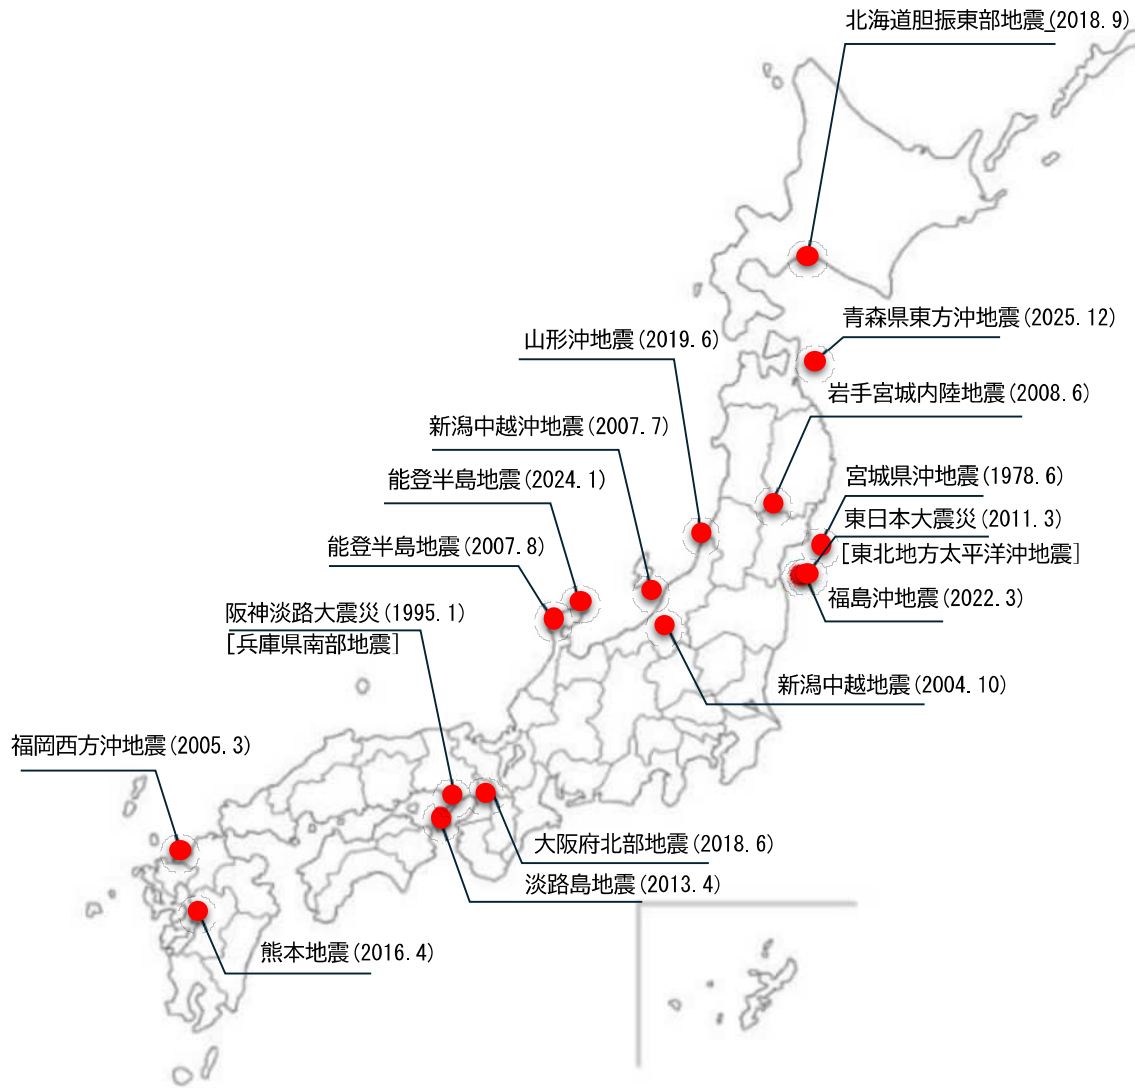 北海道胆振東部地震_(2018.9)
青森県東方沖地震(2025.12)
山形沖地震(2019.6)
岩手宮城内陸地震(2008.6)
新潟中越沖地震(2007.7)
宮城県沖地震(1978.6)
能登半島地震(2024.1)
東日本大震災(2011.3)
[東北地方太平洋沖地震]
能登半島地震(2007.8)
福島沖地震(2022.3)
阪神淡路大震災(1995.1)
[兵庫県南部地震]
新潟中越地震(2004.10)
福岡西方沖地震(2005.3)
大阪府北部地震(2018.6)
淡路島地震(2013.4)
熊本地震(2016.4)